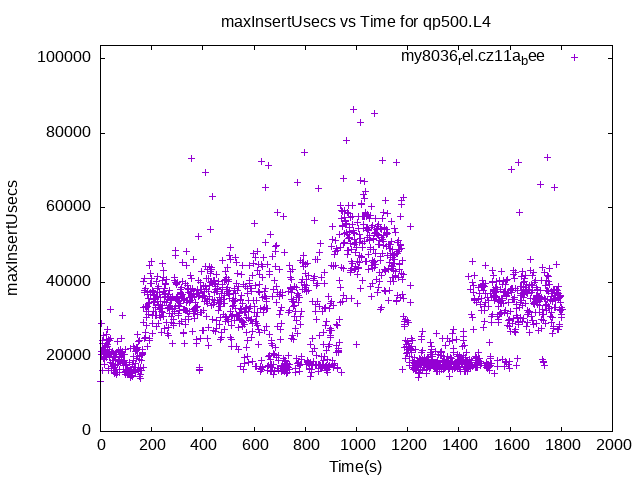 maxInsertUsecs vs Time for qp500.L4
my8036rel.cz11abee
100000
80000
60000
40000
20000
0
maxInsertUsecs
0 200 400 600 800 1000 1200 1400 1600 1800 2000
Time(s)